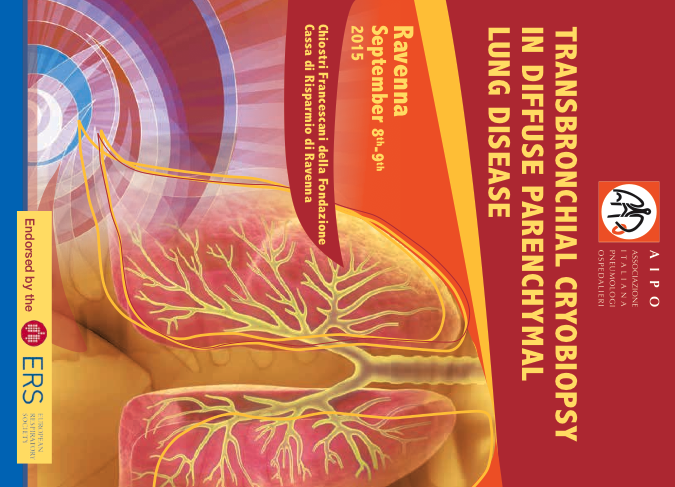 AIPO
ASSOCIAZIONE
ITALIANA
PNEUMOLOGI
OSPEDALIERI
TRANSBRONCHIAL CRYOBIOPSY
IN DIFFUSE PARENCHYMAL
LUNG DISEASE
Ravenna
September 8th-9th
2015
Chiostri Francescani della Fondazione
Cassa di Risparmio di Ravenna
Endorsed by the
ERS
EUROPEAN
RESPIRATORY
SOCIETY